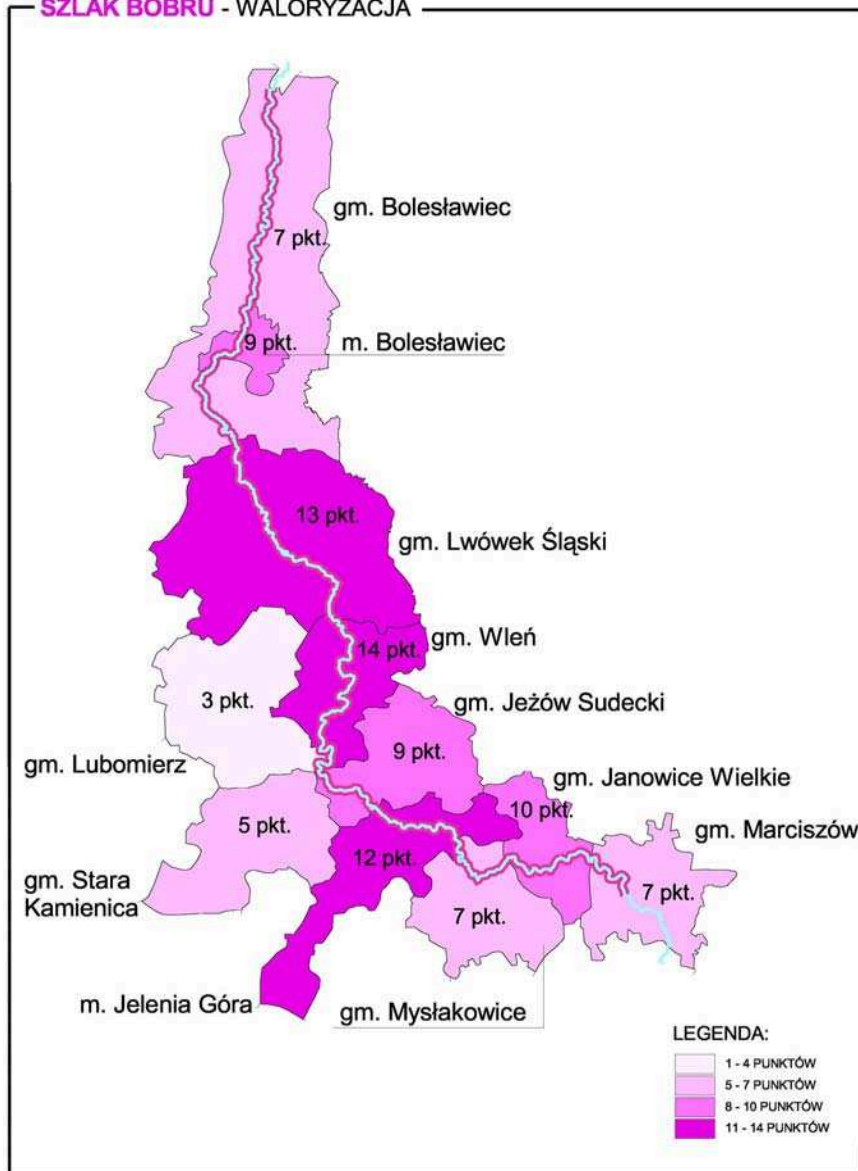 SZLAK BOBRU - WALORYZACJA
gm. Bolesławiec
7 pkt.
9 pkt.
m. Bolesławiec
13 pkt.
gm. Lwówek Śląski
gm. Wleń
14 pkt.
gm. Jeżów Sudecki
3 pkt.
9 pkt.
gm. Lubomierz
gm. Janowice Wielkie
10 pkt.
gm. Marciszów
5 pkt.
12 pkt.
gm. Stara
Kamienica
7 pkt.
7 pkt.
m. Jelenia Góra
gm. Mysłakowice
LEGENDA:
1 - 4 PUNKTÓW
5 - 7 PUNKTÓW
8 - 10 PUNKTÓW
11 - 14 PUNKTÓW